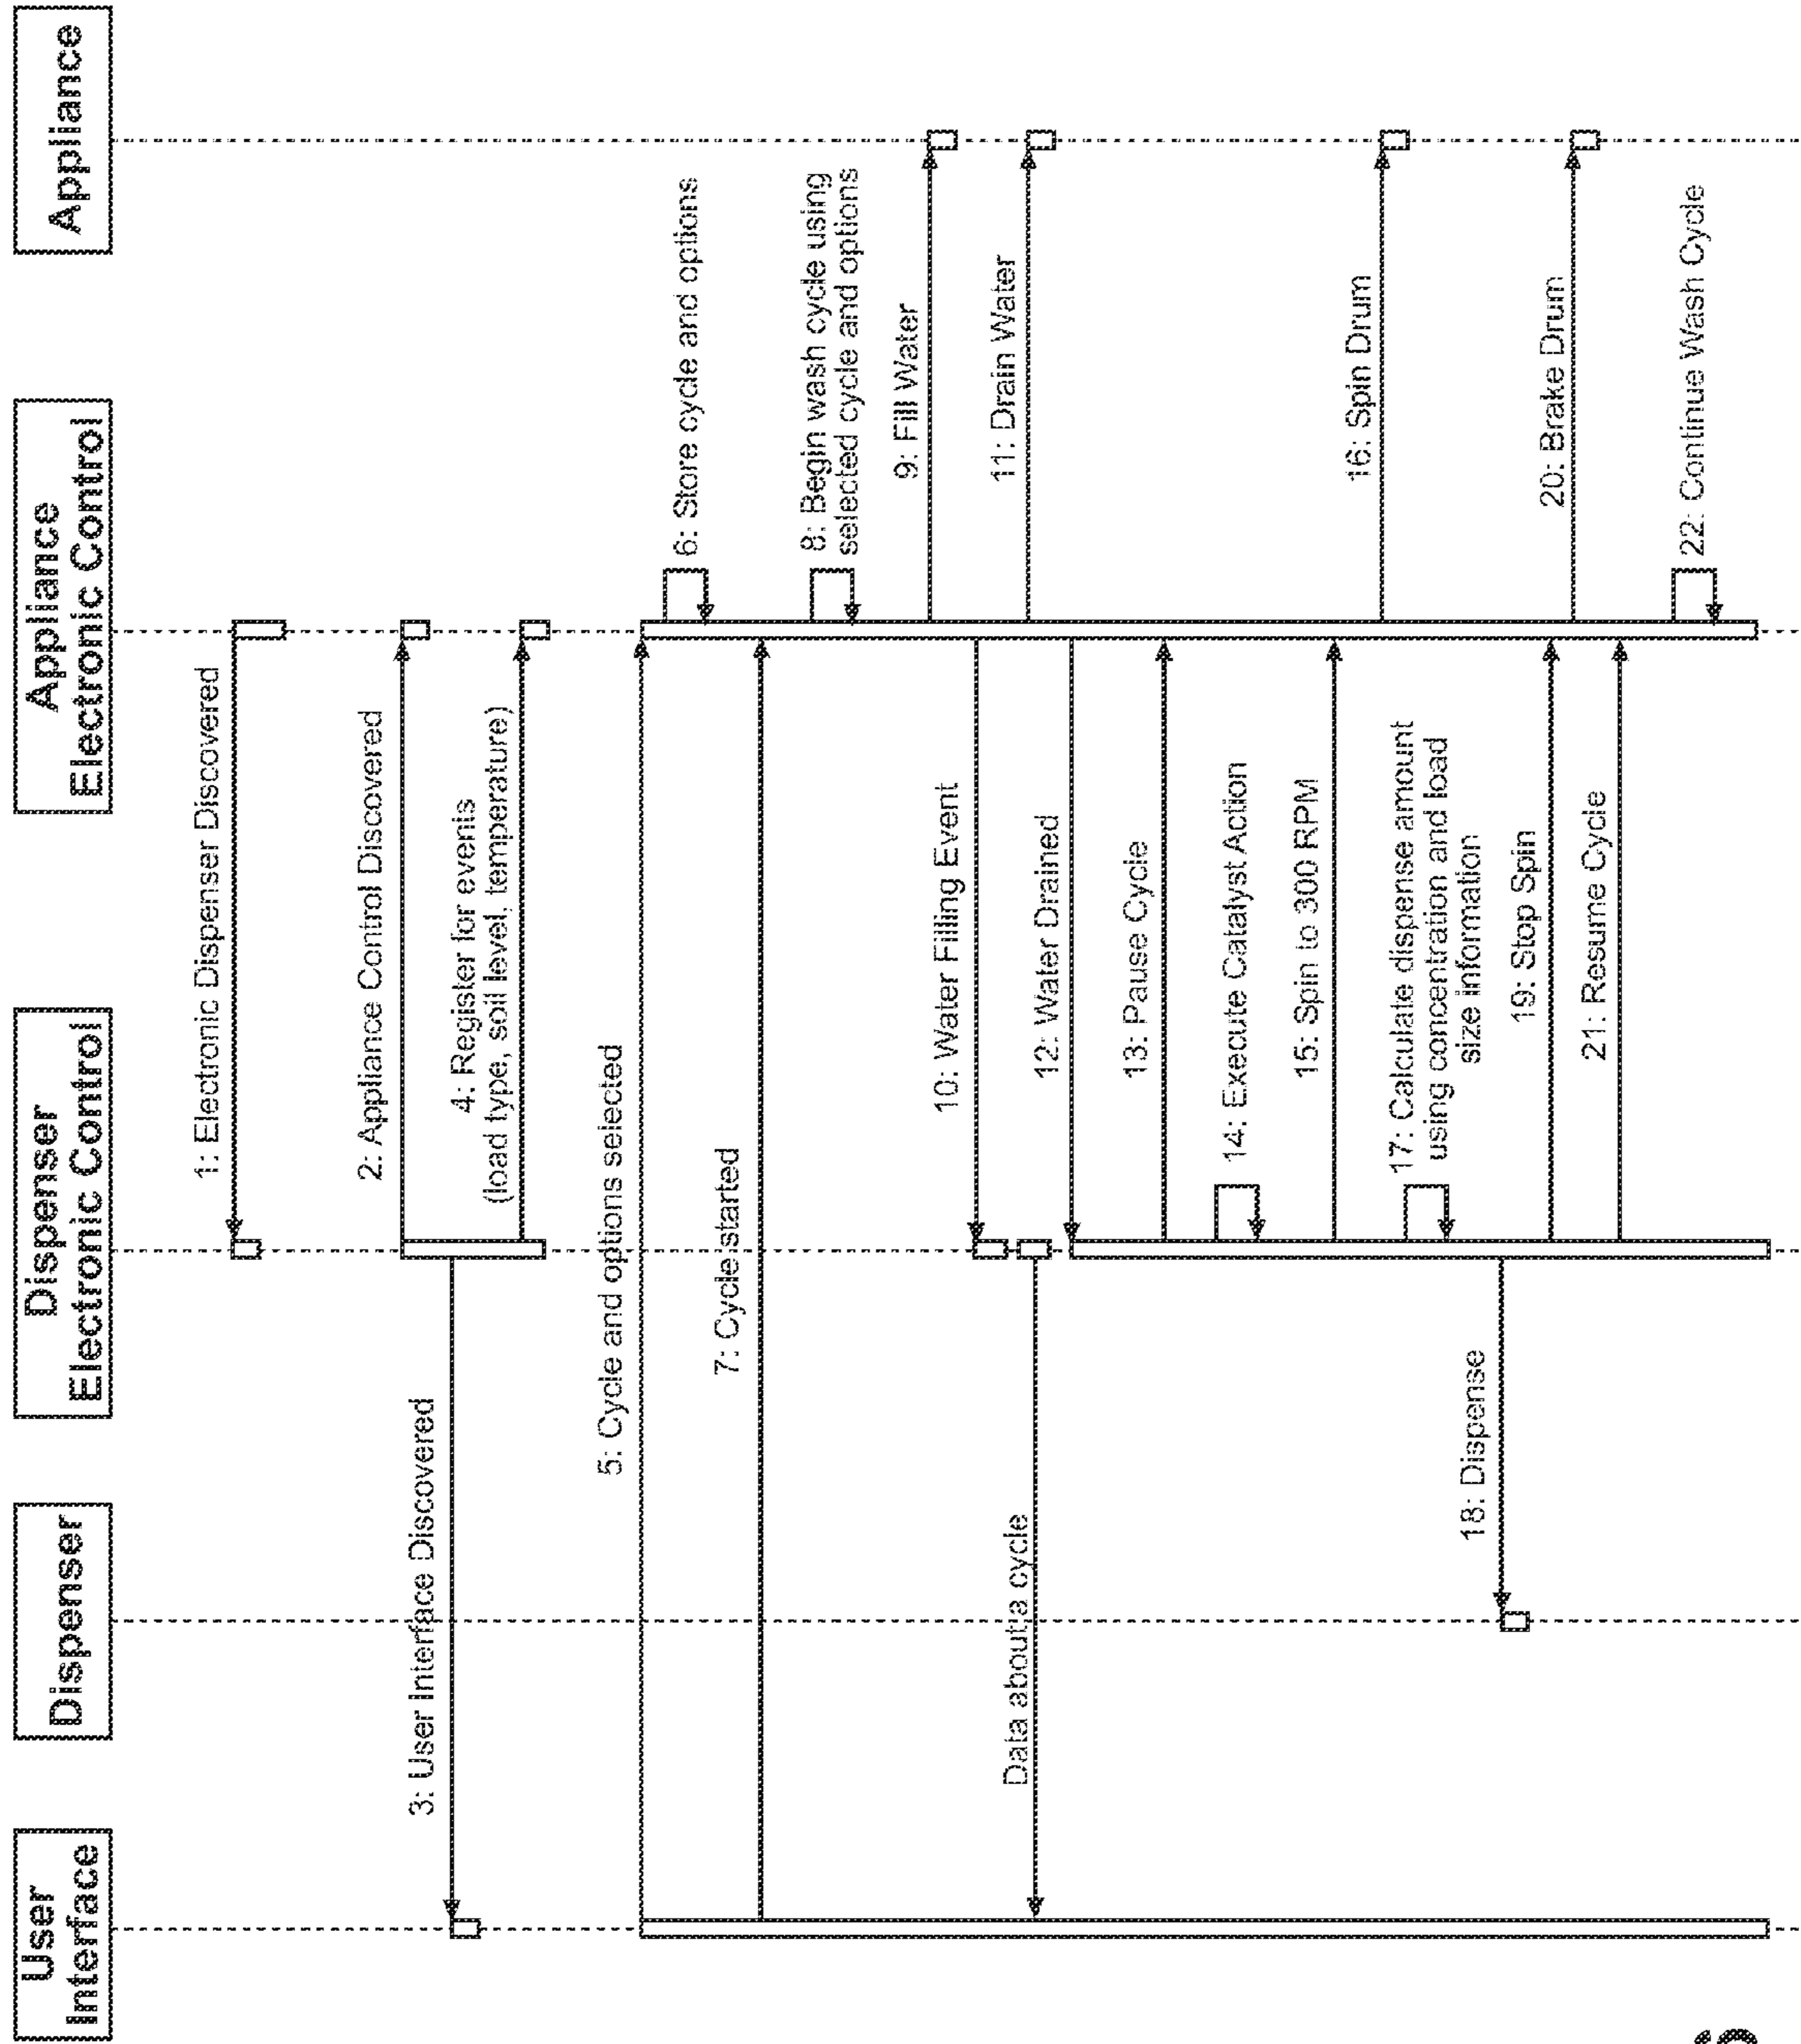 User
Interface
Dispenser
Dispenser
Electronic Control
Appliance
Electronic Control
Appliance
1: Electronic Dispenser Discovered
2: Appliance Control Discovered
3: User Interface Discovered
4: Register for events
(load type, soil level, temperature)
5: Cycle and options selected
6: Store cycle and options
7: Cycle started
8: Begin wash cycle using
selected cycle and options
9: Fill Water
10: Water Filling Event
11: Drain Water
Data about a cycle
12: Water Drained
13: Pause Cycle
14: Execute Catalyst Action
15: Spin to 300 RPM
16: Spin Drum
17: Calculate dispense amount
using concentration and load
size information
18: Dispense
19: Stop Spin
20: Brake Drum
21: Resume Cycle
22: Continue Wash Cycle